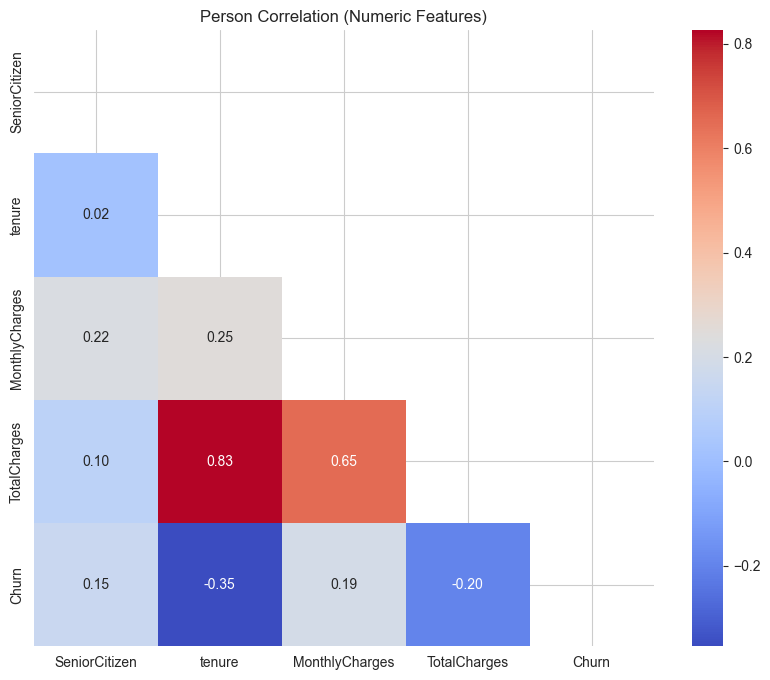 Person Correlation (Numeric Features)
SeniorCitizen
tenure
0.02
MonthlyCharges
0.22 0.25
TotalCharges
0.10 0.83 0.65
Churn
0.15 -0.35 0.19 -0.20
SeniorCitizen tenure MonthlyCharges TotalCharges Churn
0.8
0.6
0.4
0.2
0.0
−0.2